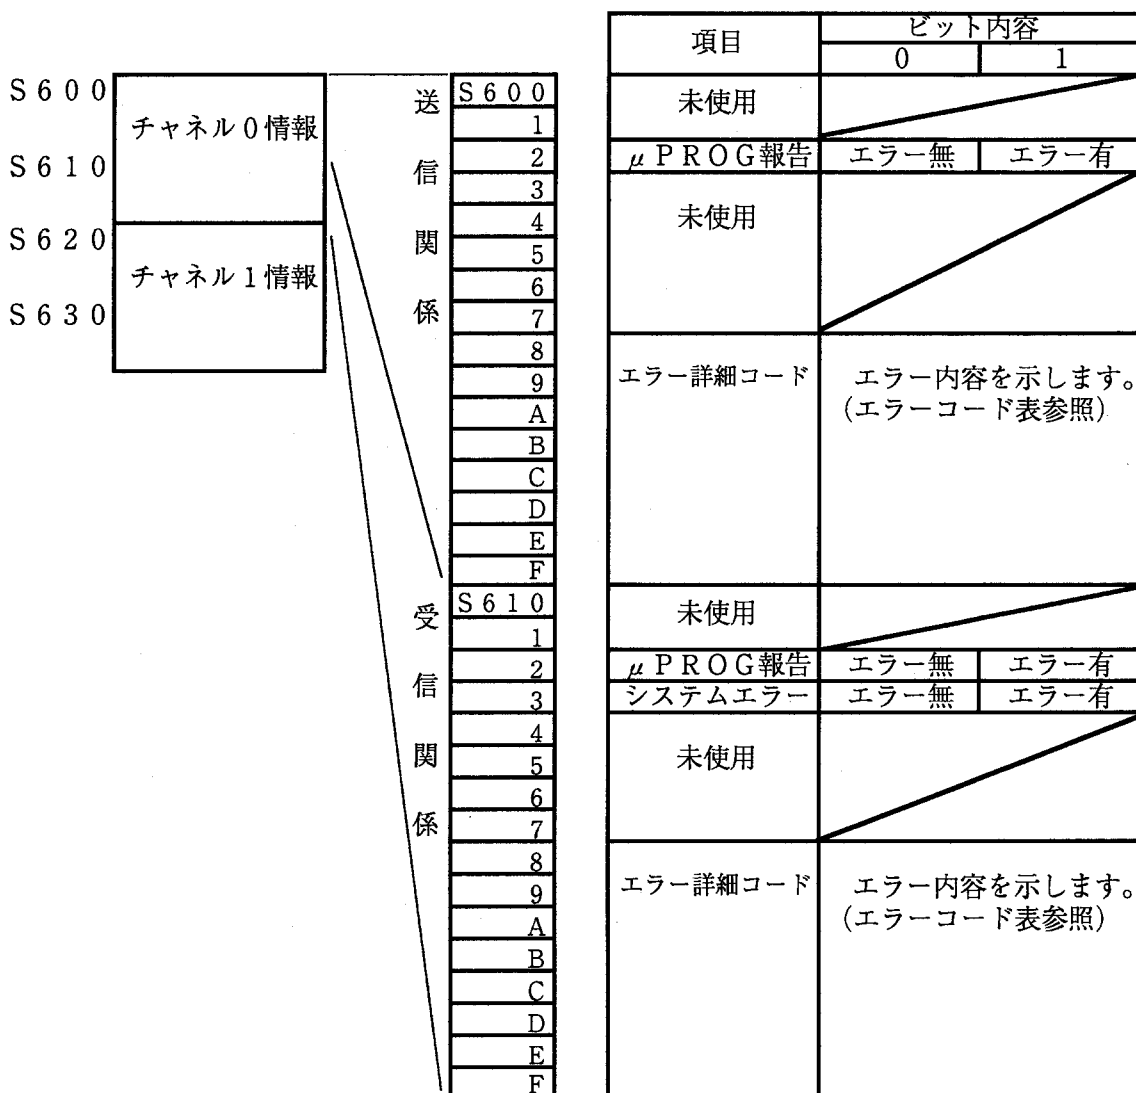 S600
チャネル0情報
S610
S620
チャネル1情報
S630
送信関係
S600
1
2
3
4
5
6
7
8
9
A
B
C
D
E
F
受信関係
S610
1
2
3
4
5
6
7
8
9
A
B
C
D
E
F
項目 ビット内容
0 1
未使用
μPROG報告 エラー無 エラー有
未使用
エラー詳細コード エラー内容を示します。
(エラーコード表参照)
未使用
μPROG報告 エラー無 エラー有
システムエラー エラー無 エラー有
未使用
エラー詳細コード エラー内容を示します。
(エラーコード表参照)